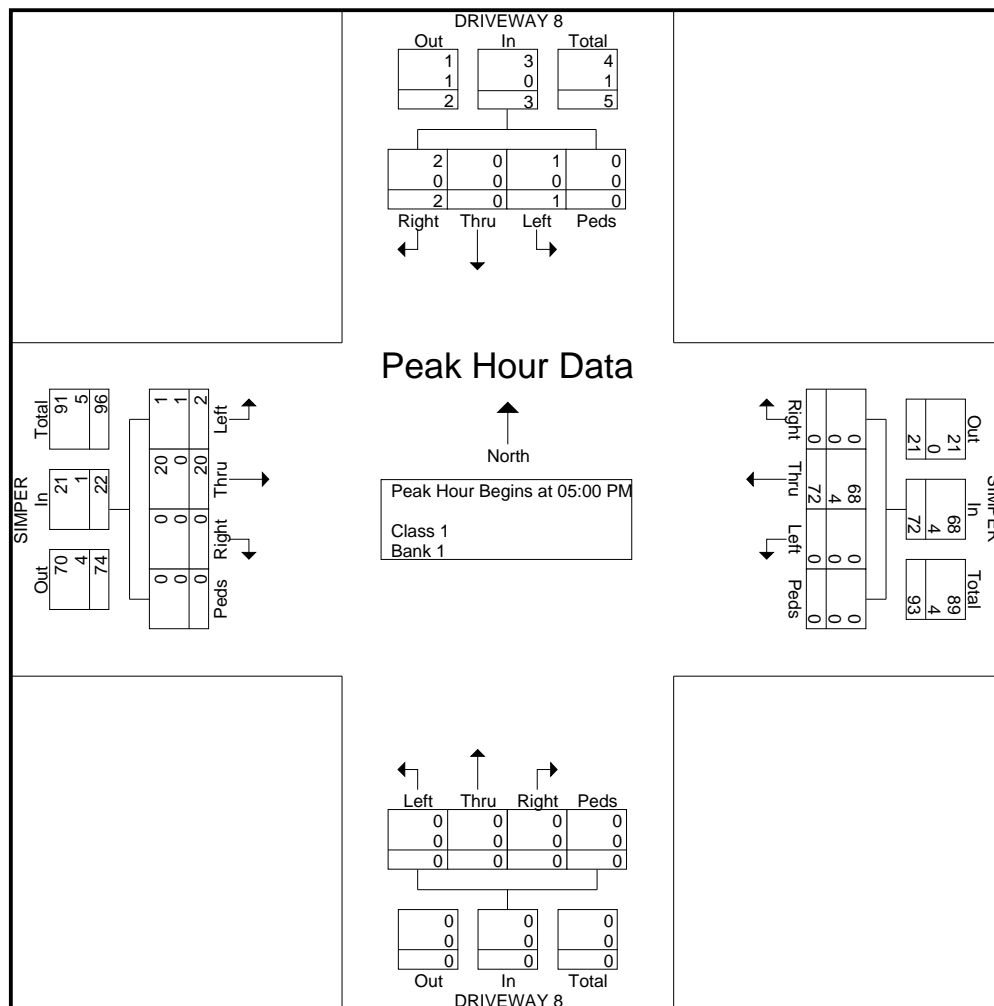 DRIVEWAY 8
Out In Total
1 3 4
1 0 1
2 3 5
2 0 1 0
0 0 0 0
2 0 1 0
Right Thru Left Peds
Peak Hour Data
North
Peak Hour Begins at 05:00 PM
Class 1
Bank 1
SIMPER
Out In Total
70 21 91
4 1 5
74 22 96
Peds Right Thru Left
0 0 20 1
0 0 0 1
0 0 20 2
SIMPER
Out In Total
21 68 89
0 4 4
21 72 93
Right Thru Left Peds
0 68 0 0
0 4 0 0
0 72 0 0
Left Thru Right Peds
0 0 0 0
0 0 0 0
0 0 0 0
0 0 0
0 0 0
0 0 0
Out In Total
DRIVEWAY 8